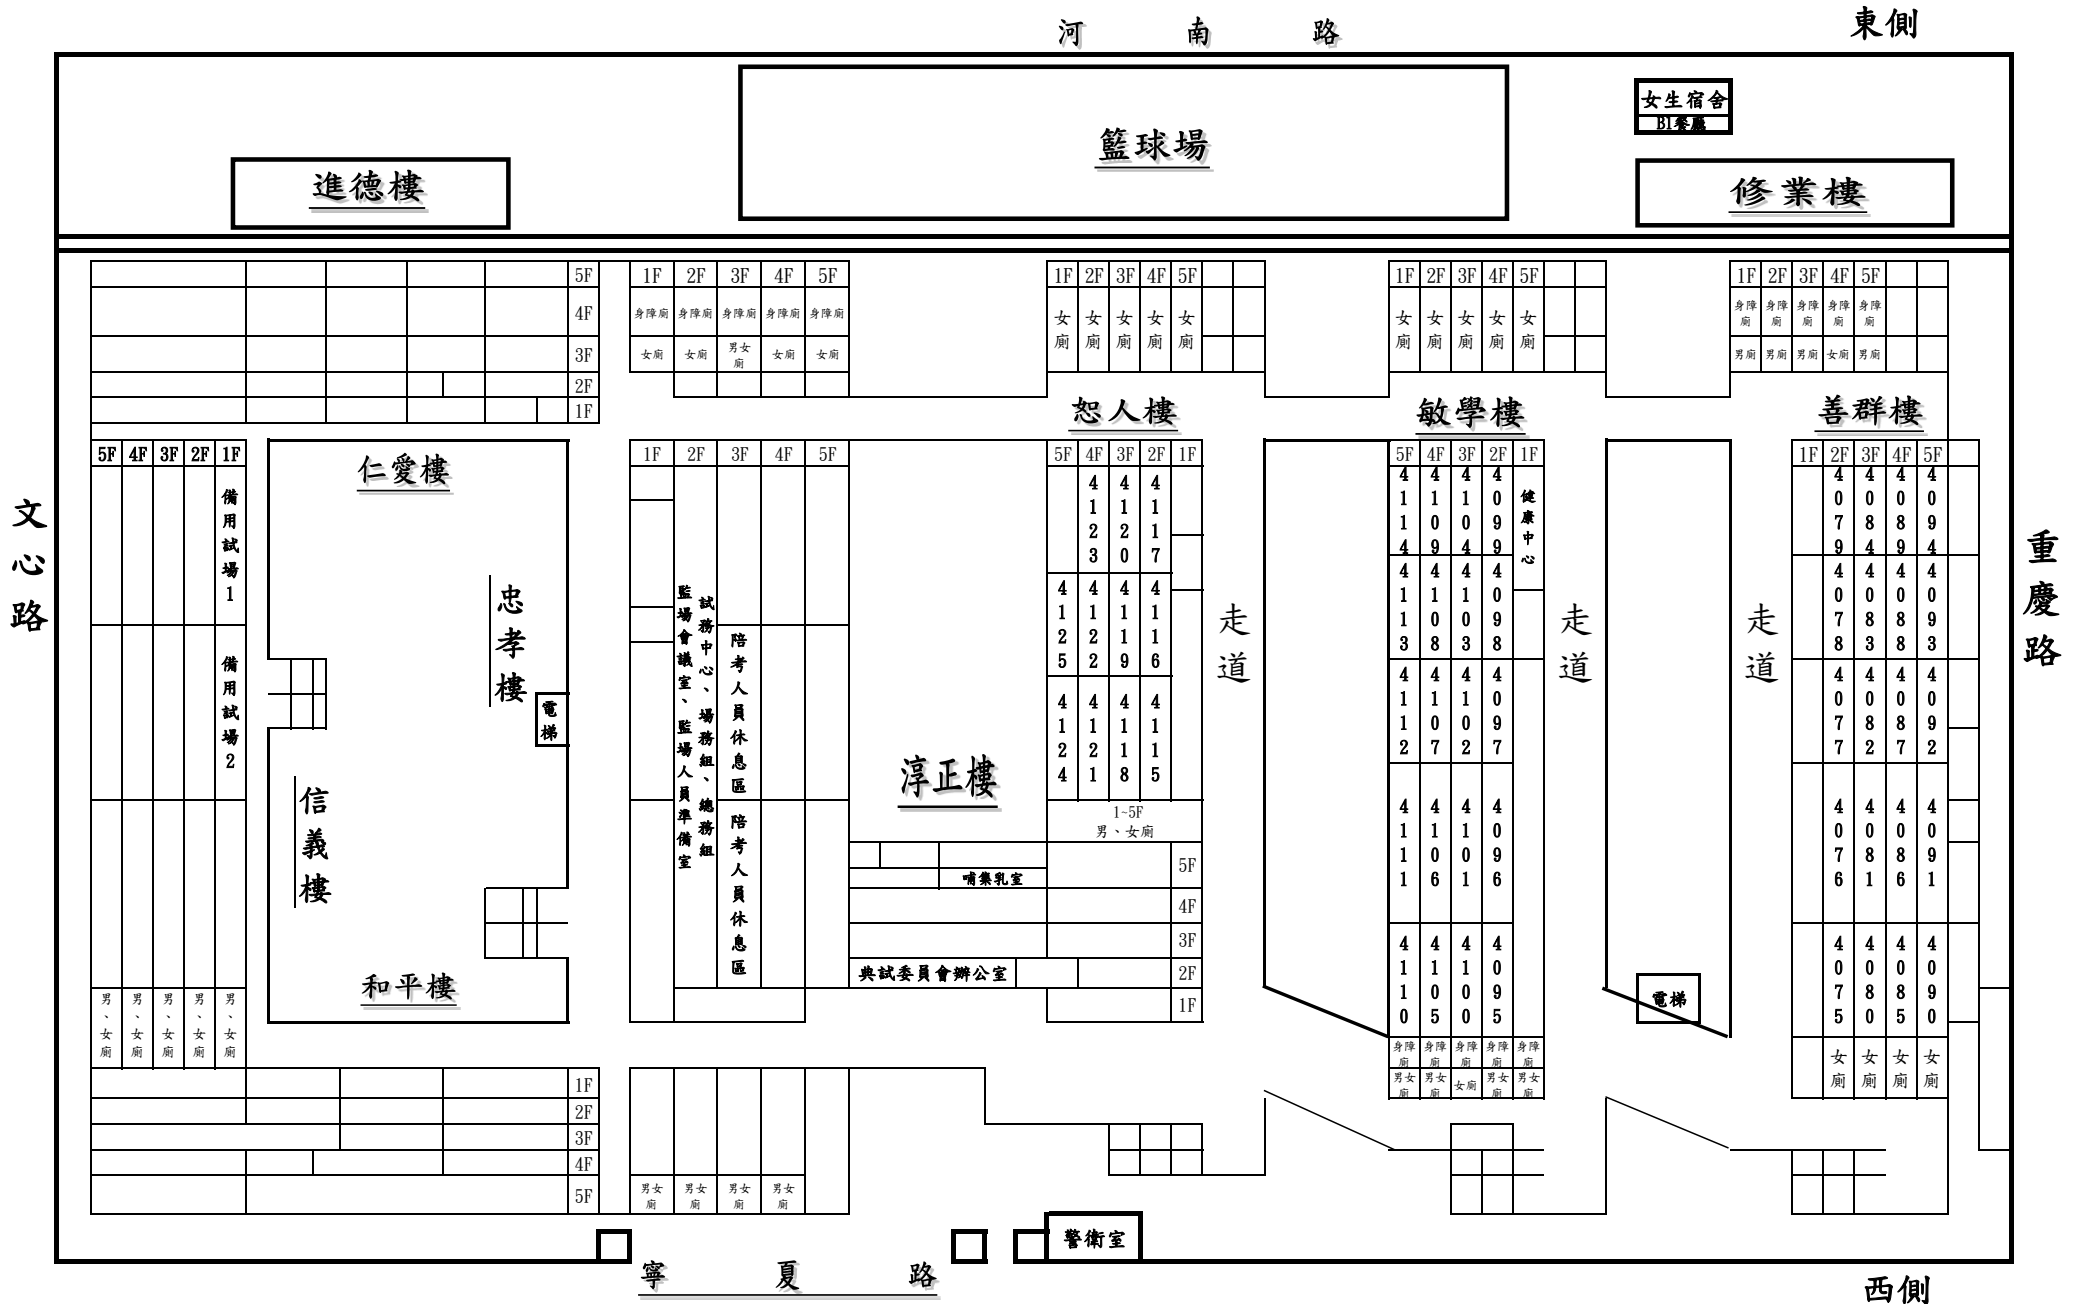 河 南 路
東側
女生宿舍
B1餐廳
籃球場
進德樓
修業樓
5F
4F
3F
2F
1F
1F 2F 3F 4F 5F
身障廁 身障廁 身障廁 身障廁 身障廁
女廁 女廁 男女廁 女廁 女廁
1F 2F 3F 4F 5F
女廁 女廁 女廁 女廁 女廁
1F 2F 3F 4F 5F
女廁 女廁 女廁 女廁 女廁
1F 2F 3F 4F 5F
身障廁 身障廁 身障廁 身障廁 身障廁
男廁 男廁 男廁 女廁 男廁
恕人樓
敏學樓
善群樓
文心路
5F 4F 3F 2F 1F
備用試場1
備用試場2
男、女廁 男、女廁 男、女廁 男、女廁 男、女廁
仁愛樓
忠孝樓
電梯
信義樓
和平樓
1F 2F 3F 4F 5F
試務中心、場務組、總務組
監場會議室、監場人員準備室
陪考人員休息區
陪考人員休息區
淳正樓
5F 4F 3F 2F 1F
4123 4120 4117
4125 4122 4119 4116
4124 4121 4118 4115
1~5F
男、女廁
哺集乳室
5F
4F
3F
典試委員會辦公室 2F
1F
走道
5F 4F 3F 2F 1F
4114 4109 4104 4099 健康中心
4113 4108 4103 4098
4112 4107 4102 4097
4111 4106 4101 4096
4110 4105 4100 4095
身障廁 身障廁 身障廁 身障廁 身障廁
男女廁 男女廁 女廁 男女廁 男女廁
走道
電梯
走道
1F 2F 3F 4F 5F
4079 4084 4089 4094
4078 4083 4088 4093
4077 4082 4087 4092
4076 4081 4086 4091
4075 4080 4085 4090
女廁 女廁 女廁 女廁
重慶路
1F
2F
3F
4F
5F
男女廁 男女廁 男女廁 男女廁
警衛室
寧 夏 路
西側